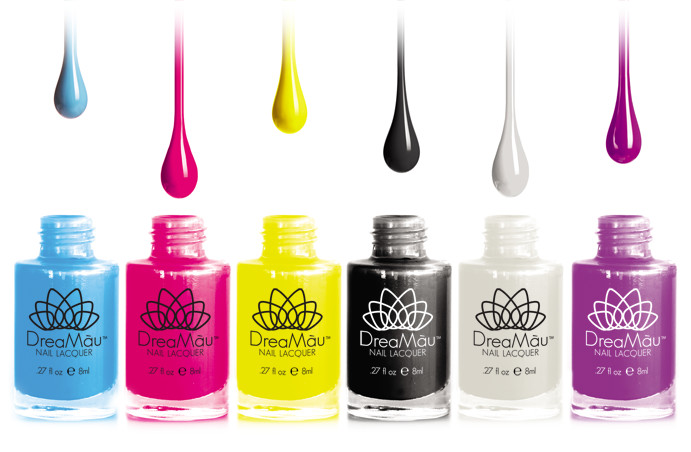 DreaMāu™
NAIL LACQUER
.27 fl oz ℮ 8ml
DreaMāu™
NAIL LACQUER
.27 fl oz ℮ 8ml
DreaMāu™
NAIL LACQUER
.27 fl oz ℮ 8ml
DreaMāu™
NAIL LACQUER
.27 fl oz ℮ 8ml
DreaMāu™
NAIL LACQUER
.27 fl oz ℮ 8ml
DreaMāu™
NAIL LACQUER
.27 fl oz ℮ 8ml